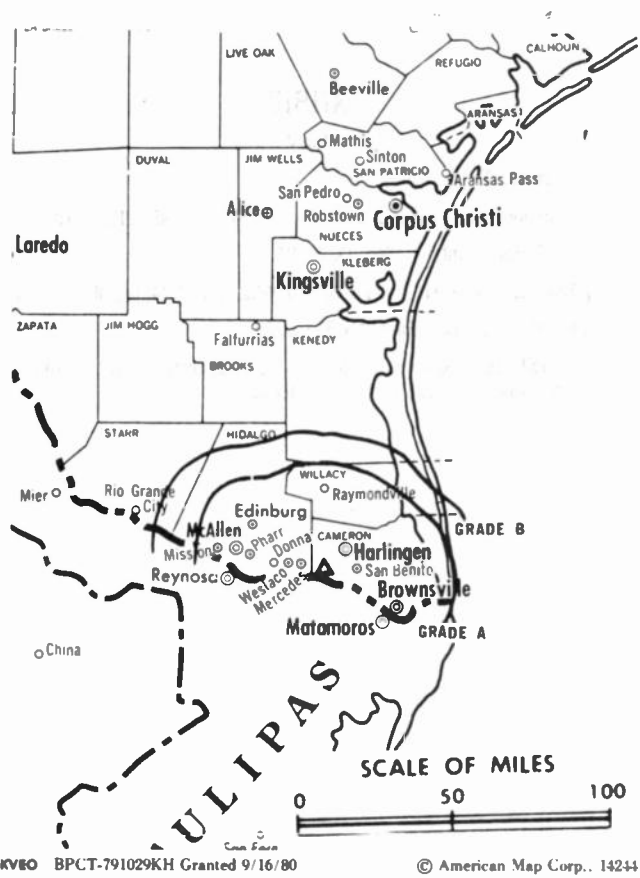 LIVE OAK
CALHOUN
REFUGIO
Beeville
ARANSAS
Mathis
Sinton
SAN PATRICIO
DUVAL
JIM WELLS
Aransas Pass
San Pedro
Alice
Robstown
Corpus Christi
NUECES
Laredo
KLEBERG
Kingsville
ZAPATA
JIM HOGG
Falfurrias
KENEDY
BROOKS
STARR
HIDALGO
WILLACY
Mier
Rio Grande
City
Raymondville
Edinburg
GRADE B
McAllen
CAMERON
Mission
Pharr
Donna
Harlingen
Reynosa
Weslaco
San Benito
Mercedes
Brownsville
Matamoros
GRADE A
China
AULIPAS
SCALE OF MILES
0 50 100
KVEO BPCT-791029KH Granted 9/16/80
© American Map Corp., 14244